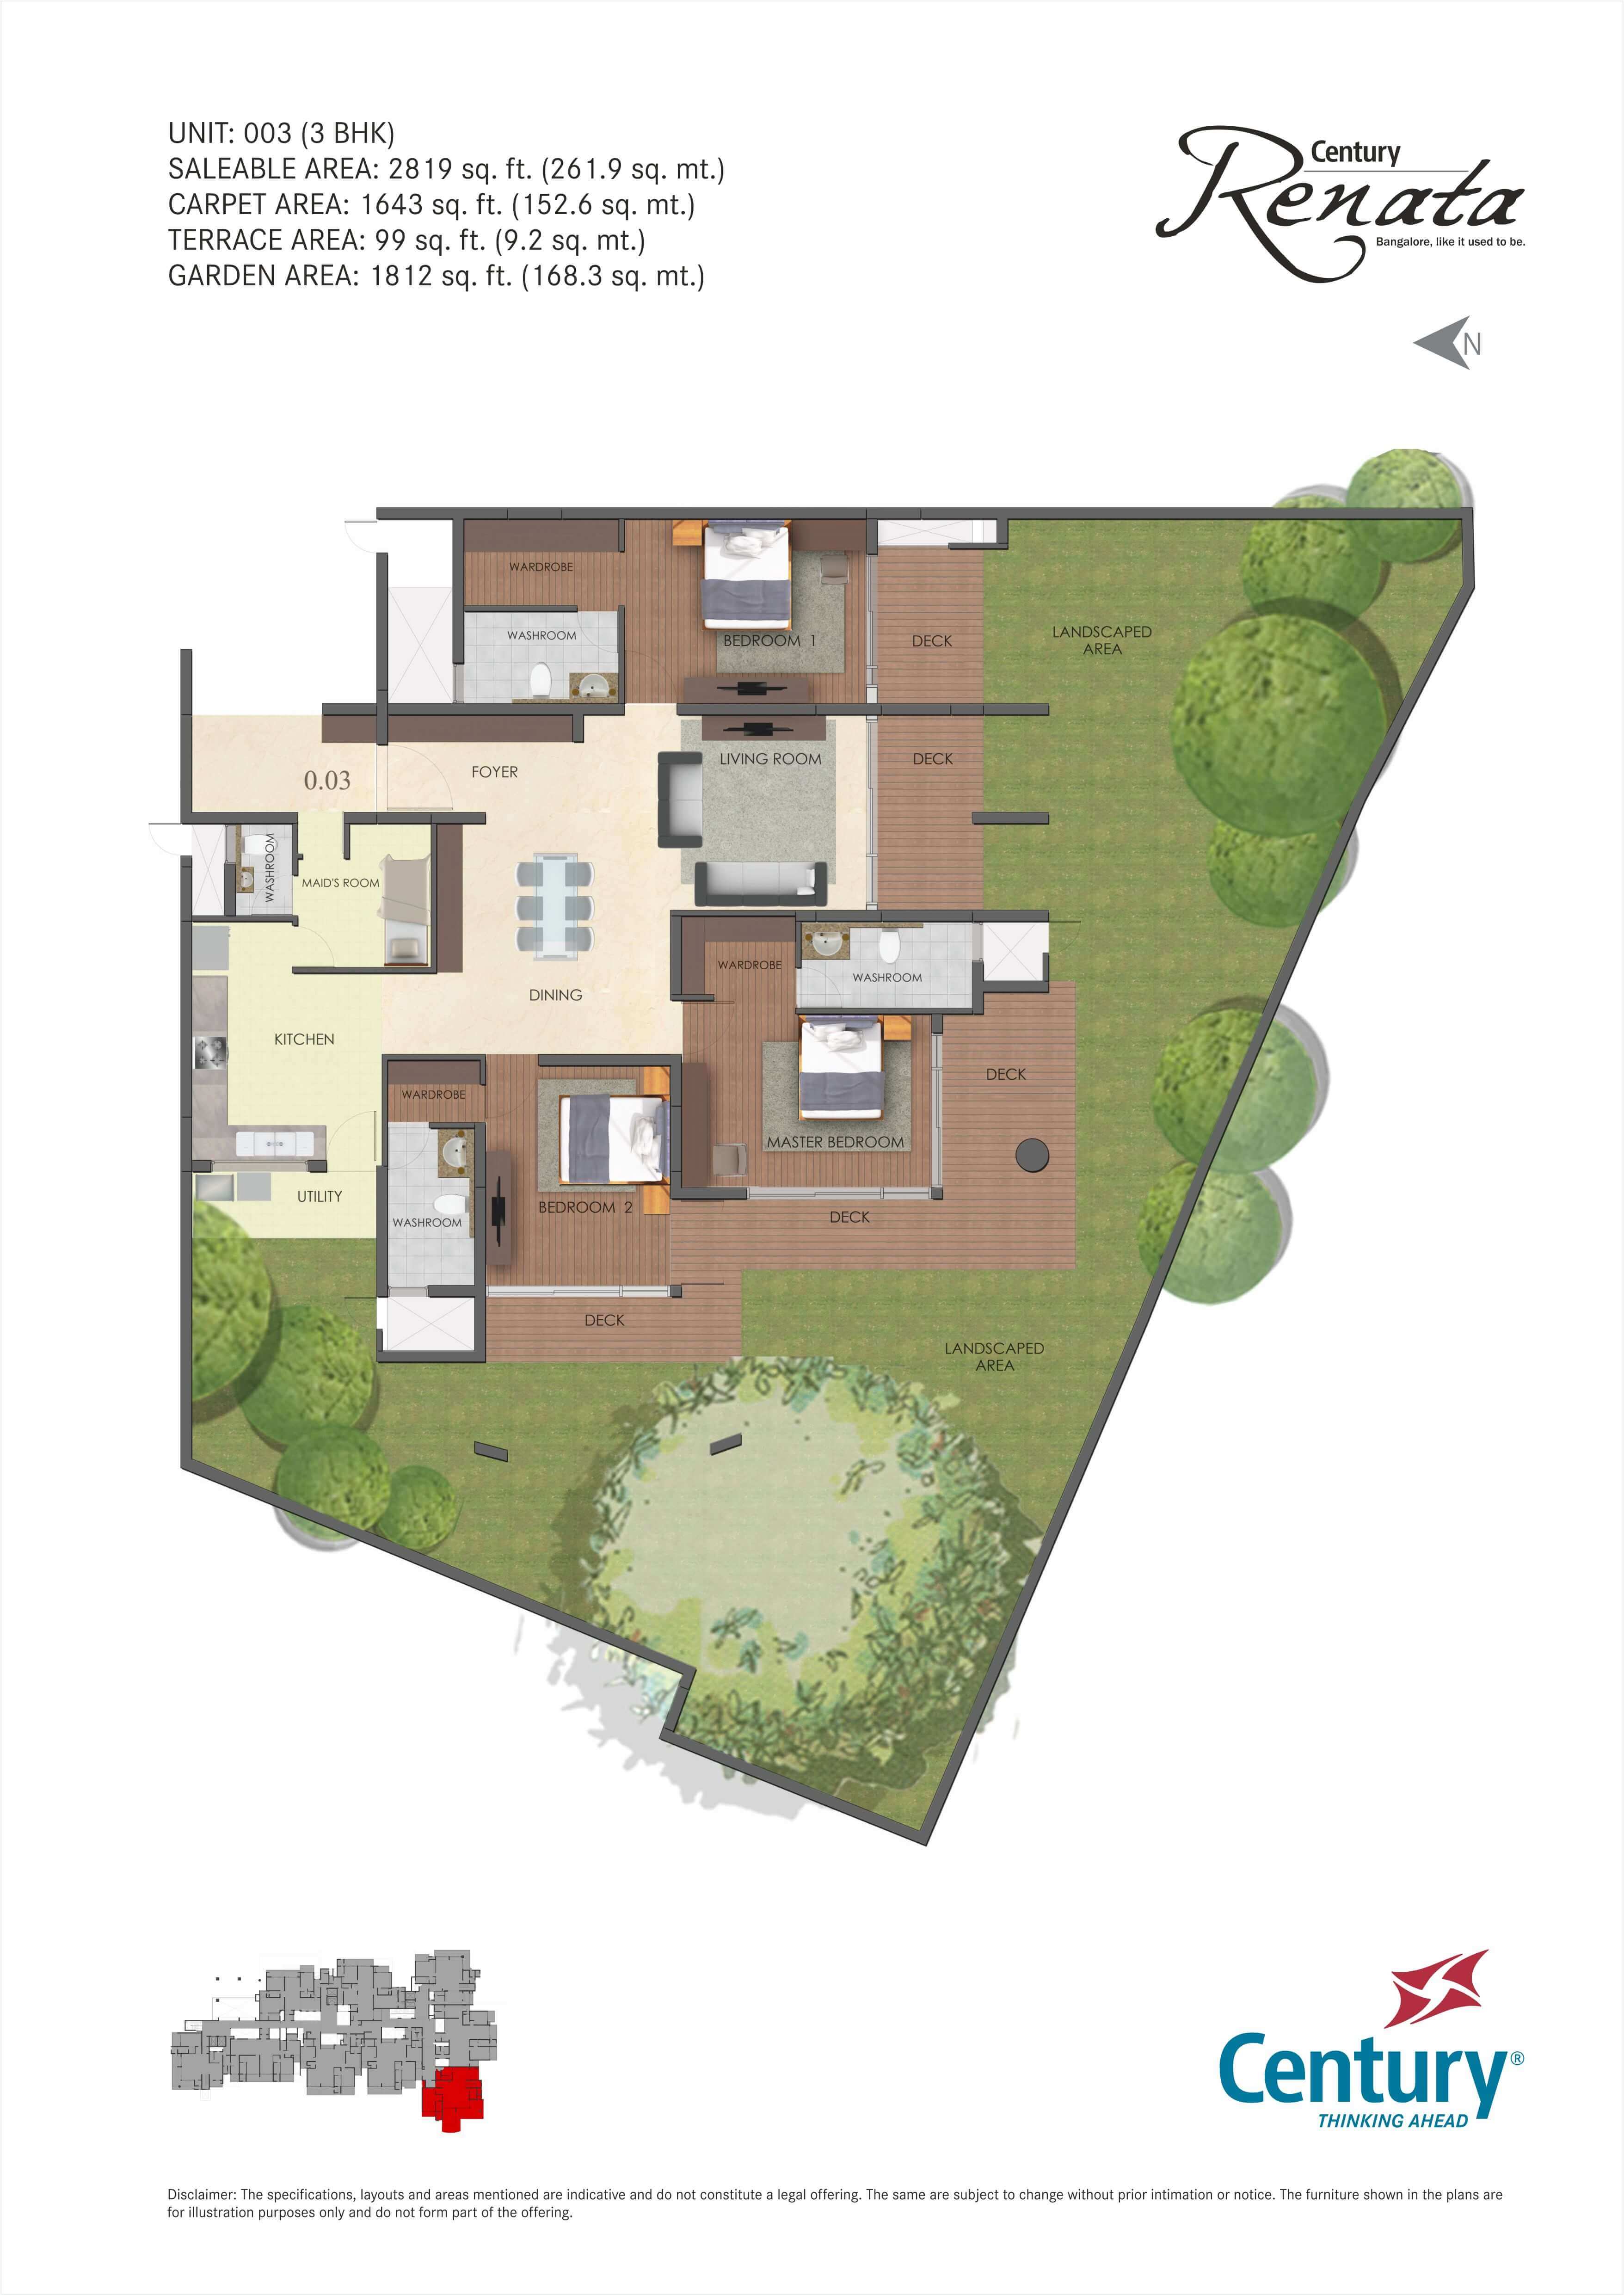 UNIT: 003 (3 BHK)
SALEABLE AREA: 2819 sq. ft. (261.9 sq. mt.)
CARPET AREA: 1643 sq. ft. (152.6 sq. mt.)
TERRACE AREA: 99 sq. ft. (9.2 sq. mt.)
GARDEN AREA: 1812 sq. ft. (168.3 sq. mt.)
Century
Renata
Bangalore, like it used to be.
N
WARDROBE
WASHROOM
BEDROOM 1
DECK
LANDSCAPED
AREA
0.03
FOYER
LIVING ROOM
DECK
WASHROOM
MAID'S ROOM
DINING
WARDROBE
WASHROOM
KITCHEN
WARDROBE
DECK
MASTER BEDROOM
UTILITY
WASHROOM
BEDROOM 2
DECK
DECK
LANDSCAPED
AREA
Century®
THINKING AHEAD
Disclaimer: The specifications, layouts and areas mentioned are indicative and do not constitute a legal offering. The same are subject to change without prior intimation or notice. The furniture shown in the plans are
for illustration purposes only and do not form part of the offering.